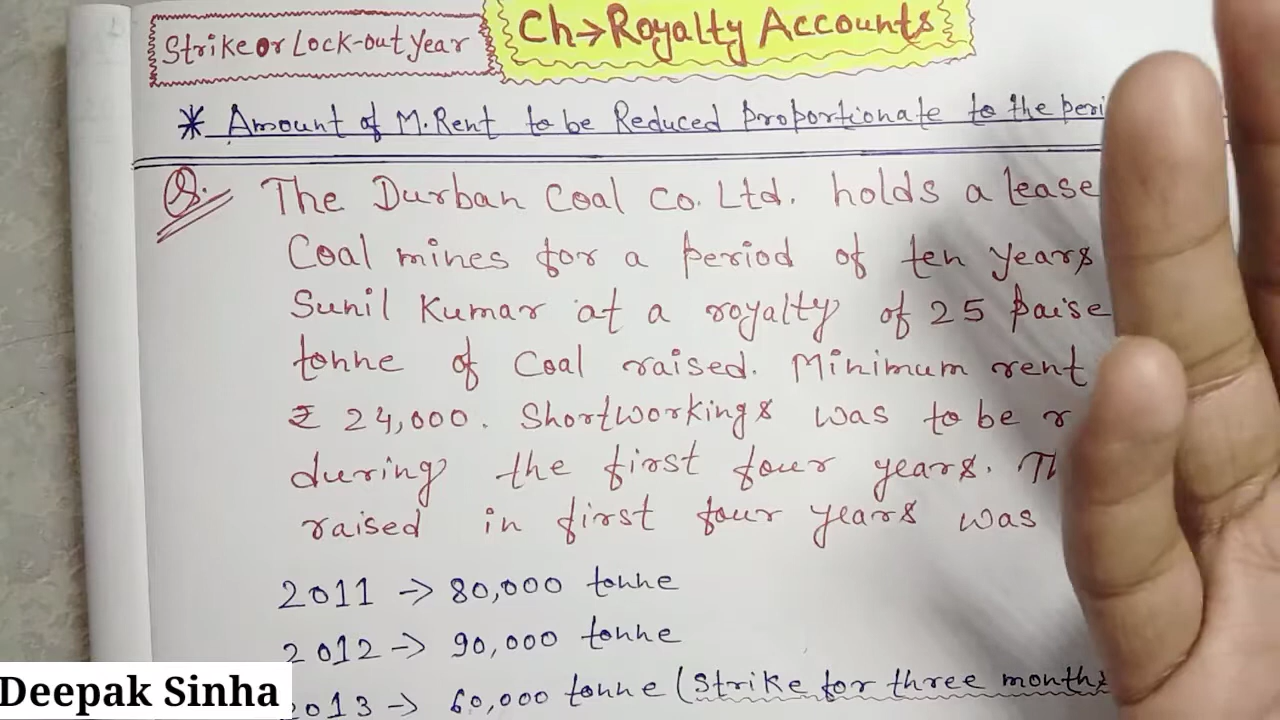 Strike or Lock-out Year
Ch→Royalty Accounts
* Amount of M.Rent to be Reduced Proportionate to the
Q. The Durban Coal Co. Ltd. holds a lease
Coal mines for a period of ten years
Sunil Kumar at a royalty of 25 Paise
tonne of Coal raised. Minimum rent
₹ 24,000. Shortworkings was to be
during the first four years.
raised in first four years was
2011 → 80,000 tonne
2012 → 90,000 tonne
2013 → 60,000 tonne (Strike for three months
Deepak Sinha